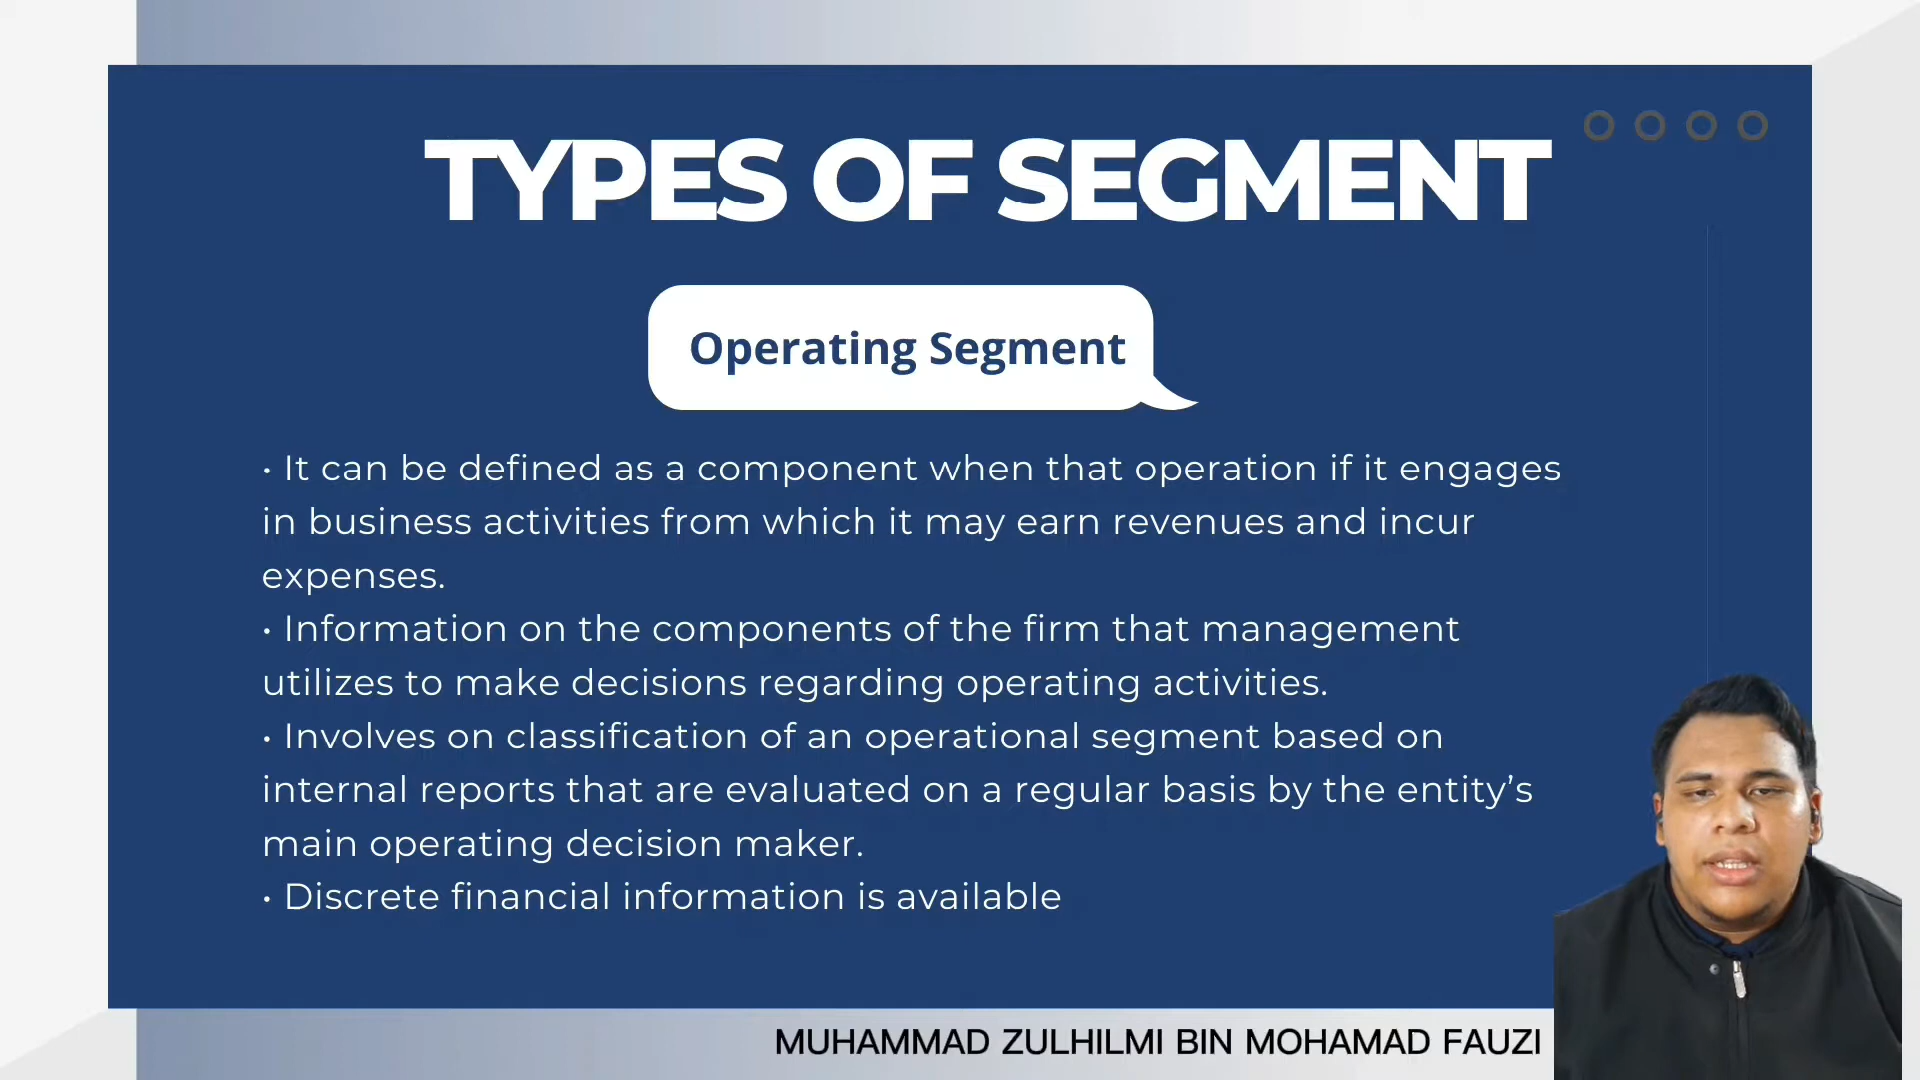 TYPES OF SEGMENT
Operating Segment
• It can be defined as a component when that operation if it engages
in business activities from which it may earn revenues and incur
expenses.
• Information on the components of the firm that management
utilizes to make decisions regarding operating activities.
• Involves on classification of an operational segment based on
internal reports that are evaluated on a regular basis by the entity’s
main operating decision maker.
• Discrete financial information is available
MUHAMMAD ZULHILMI BIN MOHAMAD FAUZI